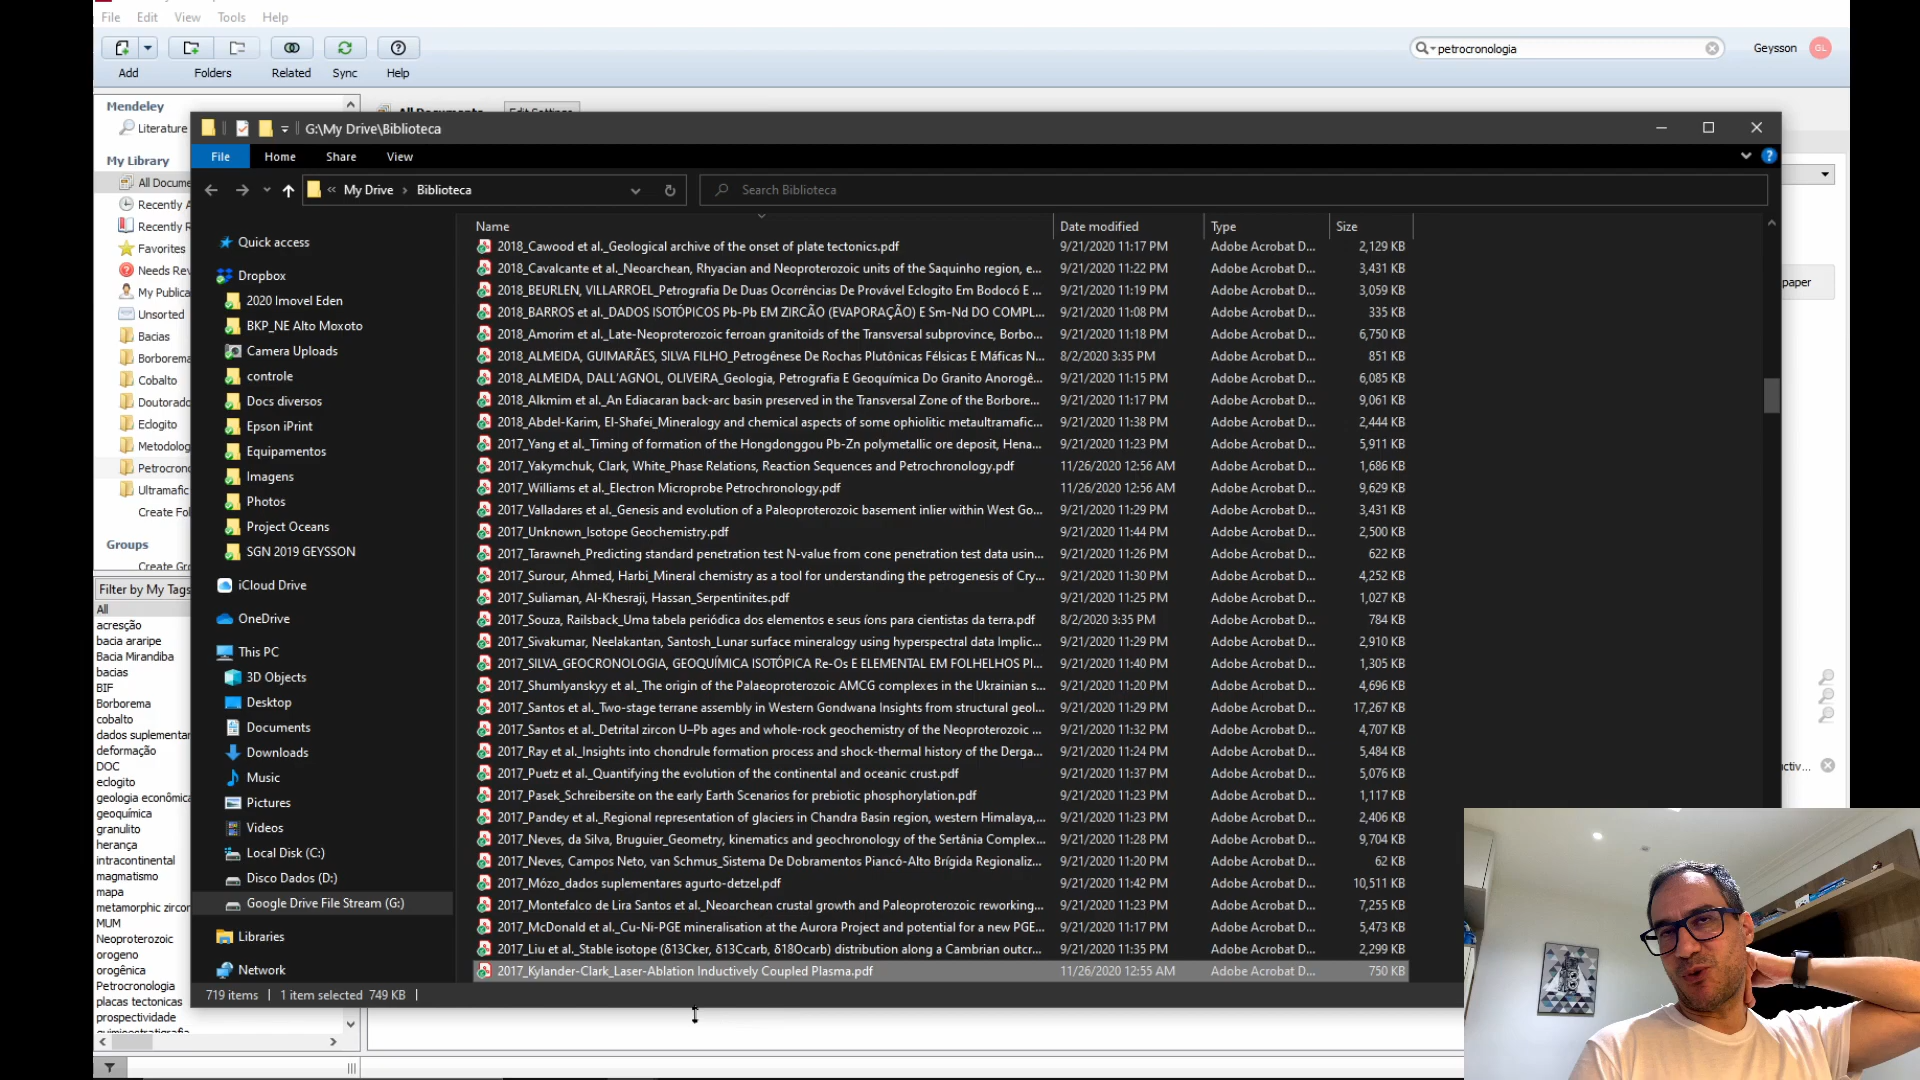 File Edit View Tools Help
petrocronologia
Geysson GL
Add Folders Related Sync Help
Mendeley
Literature
My Library
All Docume
Recently A
Recently R
Favorites
Needs Rev
My Publica
Unsorted
Bacias
Borborem
Cobalto
Doutorado
Eclogito
Metodolog
Petrocrono
Ultramafic
Create Fol
Groups
Create Gro
Filter by My Tags
All
acresção
bacia araripe
Bacia Mirandiba
bacias
BIF
Borborema
cobalto
dados suplementar
deformação
DOC
eclogito
geologia econômica
geoquímica
granulito
herança
intracontinental
magmatismo
mapa
metamorphic zircon
MUM
Neoproterozoic
orogeno
orogênica
Petrocronologia
placas tectonicas
prospectividade
G:\My Drive\Biblioteca
File Home Share View
My Drive › Biblioteca
Search Biblioteca
Quick access
Dropbox
2020 Imovel Eden
BKP_NE Alto Moxoto
Camera Uploads
controle
Docs diversos
Epson iPrint
Equipamentos
Imagens
Photos
Project Oceans
SGN 2019 GEYSSON
iCloud Drive
OneDrive
This PC
3D Objects
Desktop
Documents
Downloads
Music
Pictures
Videos
Local Disk (C:)
Disco Dados (D:)
Google Drive File Stream (G:)
Libraries
Network
Name Date modified Type Size
2018_Cawood et al._Geological archive of the onset of plate tectonics.pdf 9/21/2020 11:17 PM Adobe Acrobat D... 2,129 KB
2018_Cavalcante et al._Neoarchean, Rhyacian and Neoproterozoic units of the Saquinho region, e... 9/21/2020 11:22 PM Adobe Acrobat D... 3,431 KB
2018_BEURLEN, VILLARROEL_Petrografia De Duas Ocorrências De Provável Eclogito Em Bodocó E ... 9/21/2020 11:19 PM Adobe Acrobat D... 3,059 KB
2018_BARROS et al._DADOS ISOTÓPICOS Pb-Pb EM ZIRCÃO (EVAPORAÇÃO) E Sm-Nd DO COMPL... 9/21/2020 11:08 PM Adobe Acrobat D... 335 KB
2018_Amorim et al._Late-Neoproterozoic ferroan granitoids of the Transversal subprovince, Borbo... 9/21/2020 11:18 PM Adobe Acrobat D... 6,750 KB
2018_ALMEIDA, GUIMARÃES, SILVA FILHO_Petrogênese De Rochas Plutônicas Félsicas E Máficas N... 8/2/2020 3:35 PM Adobe Acrobat D... 851 KB
2018_ALMEIDA, DALL'AGNOL, OLIVEIRA_Geologia, Petrografia E Geoquímica Do Granito Anorogê... 9/21/2020 11:15 PM Adobe Acrobat D... 6,085 KB
2018_Alkmim et al._An Ediacaran back-arc basin preserved in the Transversal Zone of the Borbore... 9/21/2020 11:17 PM Adobe Acrobat D... 9,061 KB
2018_Abdel-Karim, El-Shafei_Mineralogy and chemical aspects of some ophiolitic metaultramafic... 9/21/2020 11:38 PM Adobe Acrobat D... 2,444 KB
2017_Yang et al._Timing of formation of the Hongdonggou Pb-Zn polymetallic ore deposit, Hena... 9/21/2020 11:23 PM Adobe Acrobat D... 5,911 KB
2017_Yakymchuk, Clark, White_Phase Relations, Reaction Sequences and Petrochronology.pdf 11/26/2020 12:56 AM Adobe Acrobat D... 1,686 KB
2017_Williams et al._Electron Microprobe Petrochronology.pdf 11/26/2020 12:56 AM Adobe Acrobat D... 9,629 KB
2017_Valladares et al._Genesis and evolution of a Paleoproterozoic basement inlier within West Go... 9/21/2020 11:29 PM Adobe Acrobat D... 3,431 KB
2017_Unknown_Isotope Geochemistry.pdf 9/21/2020 11:44 PM Adobe Acrobat D... 2,500 KB
2017_Tarawneh_Predicting standard penetration test N-value from cone penetration test data usin... 9/21/2020 11:26 PM Adobe Acrobat D... 622 KB
2017_Surour, Ahmed, Harbi_Mineral chemistry as a tool for understanding the petrogenesis of Cry... 9/21/2020 11:30 PM Adobe Acrobat D... 4,252 KB
2017_Suliaman, Al-Khesraji, Hassan_Serpentinites.pdf 9/21/2020 11:25 PM Adobe Acrobat D... 1,027 KB
2017_Souza, Railsback_Uma tabela periódica dos elementos e seus íons para cientistas da terra.pdf 8/2/2020 3:35 PM Adobe Acrobat D... 784 KB
2017_Sivakumar, Neelakantan, Santosh_Lunar surface mineralogy using hyperspectral data Implic... 9/21/2020 11:29 PM Adobe Acrobat D... 2,910 KB
2017_SILVA_GEOCRONOLOGIA, GEOQUÍMICA ISOTÓPICA Re-Os E ELEMENTAL EM FOLHELHOS PI... 9/21/2020 11:40 PM Adobe Acrobat D... 1,305 KB
2017_Shumlyanskyy et al._The origin of the Palaeoproterozoic AMCG complexes in the Ukrainian s... 9/21/2020 11:20 PM Adobe Acrobat D... 4,696 KB
2017_Santos et al._Two-stage terrane assembly in Western Gondwana Insights from structural geol... 9/21/2020 11:29 PM Adobe Acrobat D... 17,267 KB
2017_Santos et al._Detrital zircon U–Pb ages and whole-rock geochemistry of the Neoproterozoic ... 9/21/2020 11:32 PM Adobe Acrobat D... 4,707 KB
2017_Ray et al._Insights into chondrule formation process and shock-thermal history of the Derga... 9/21/2020 11:24 PM Adobe Acrobat D... 5,484 KB
2017_Puetz et al._Quantifying the evolution of the continental and oceanic crust.pdf 9/21/2020 11:37 PM Adobe Acrobat D... 5,076 KB
2017_Pasek_Schreibersite on the early Earth Scenarios for prebiotic phosphorylation.pdf 9/21/2020 11:23 PM Adobe Acrobat D... 1,117 KB
2017_Pandey et al._Regional representation of glaciers in Chandra Basin region, western Himalaya,... 9/21/2020 11:23 PM Adobe Acrobat D... 2,406 KB
2017_Neves, da Silva, Bruguier_Geometry, kinematics and geochronology of the Sertânia Complex... 9/21/2020 11:28 PM Adobe Acrobat D... 9,704 KB
2017_Neves, Campos Neto, van Schmus_Sistema De Dobramentos Piancó-Alto Brígida Regionaliz... 9/21/2020 11:20 PM Adobe Acrobat D... 62 KB
2017_Mózo_dados suplementares agurto-detzel.pdf 9/21/2020 11:42 PM Adobe Acrobat D... 10,511 KB
2017_Montefalco de Lira Santos et al._Neoarchean crustal growth and Paleoproterozoic reworking... 9/21/2020 11:23 PM Adobe Acrobat D... 7,255 KB
2017_McDonald et al._Cu-Ni-PGE mineralisation at the Aurora Project and potential for a new PGE... 9/21/2020 11:17 PM Adobe Acrobat D... 5,473 KB
2017_Liu et al._Stable isotope (δ13Cker, δ13Ccarb, δ18Ocarb) distribution along a Cambrian outcr... 9/21/2020 11:35 PM Adobe Acrobat D... 2,299 KB
2017_Kylander-Clark_Laser-Ablation Inductively Coupled Plasma.pdf 11/26/2020 12:55 AM Adobe Acrobat D... 750 KB
719 items 1 item selected 749 KB
paper